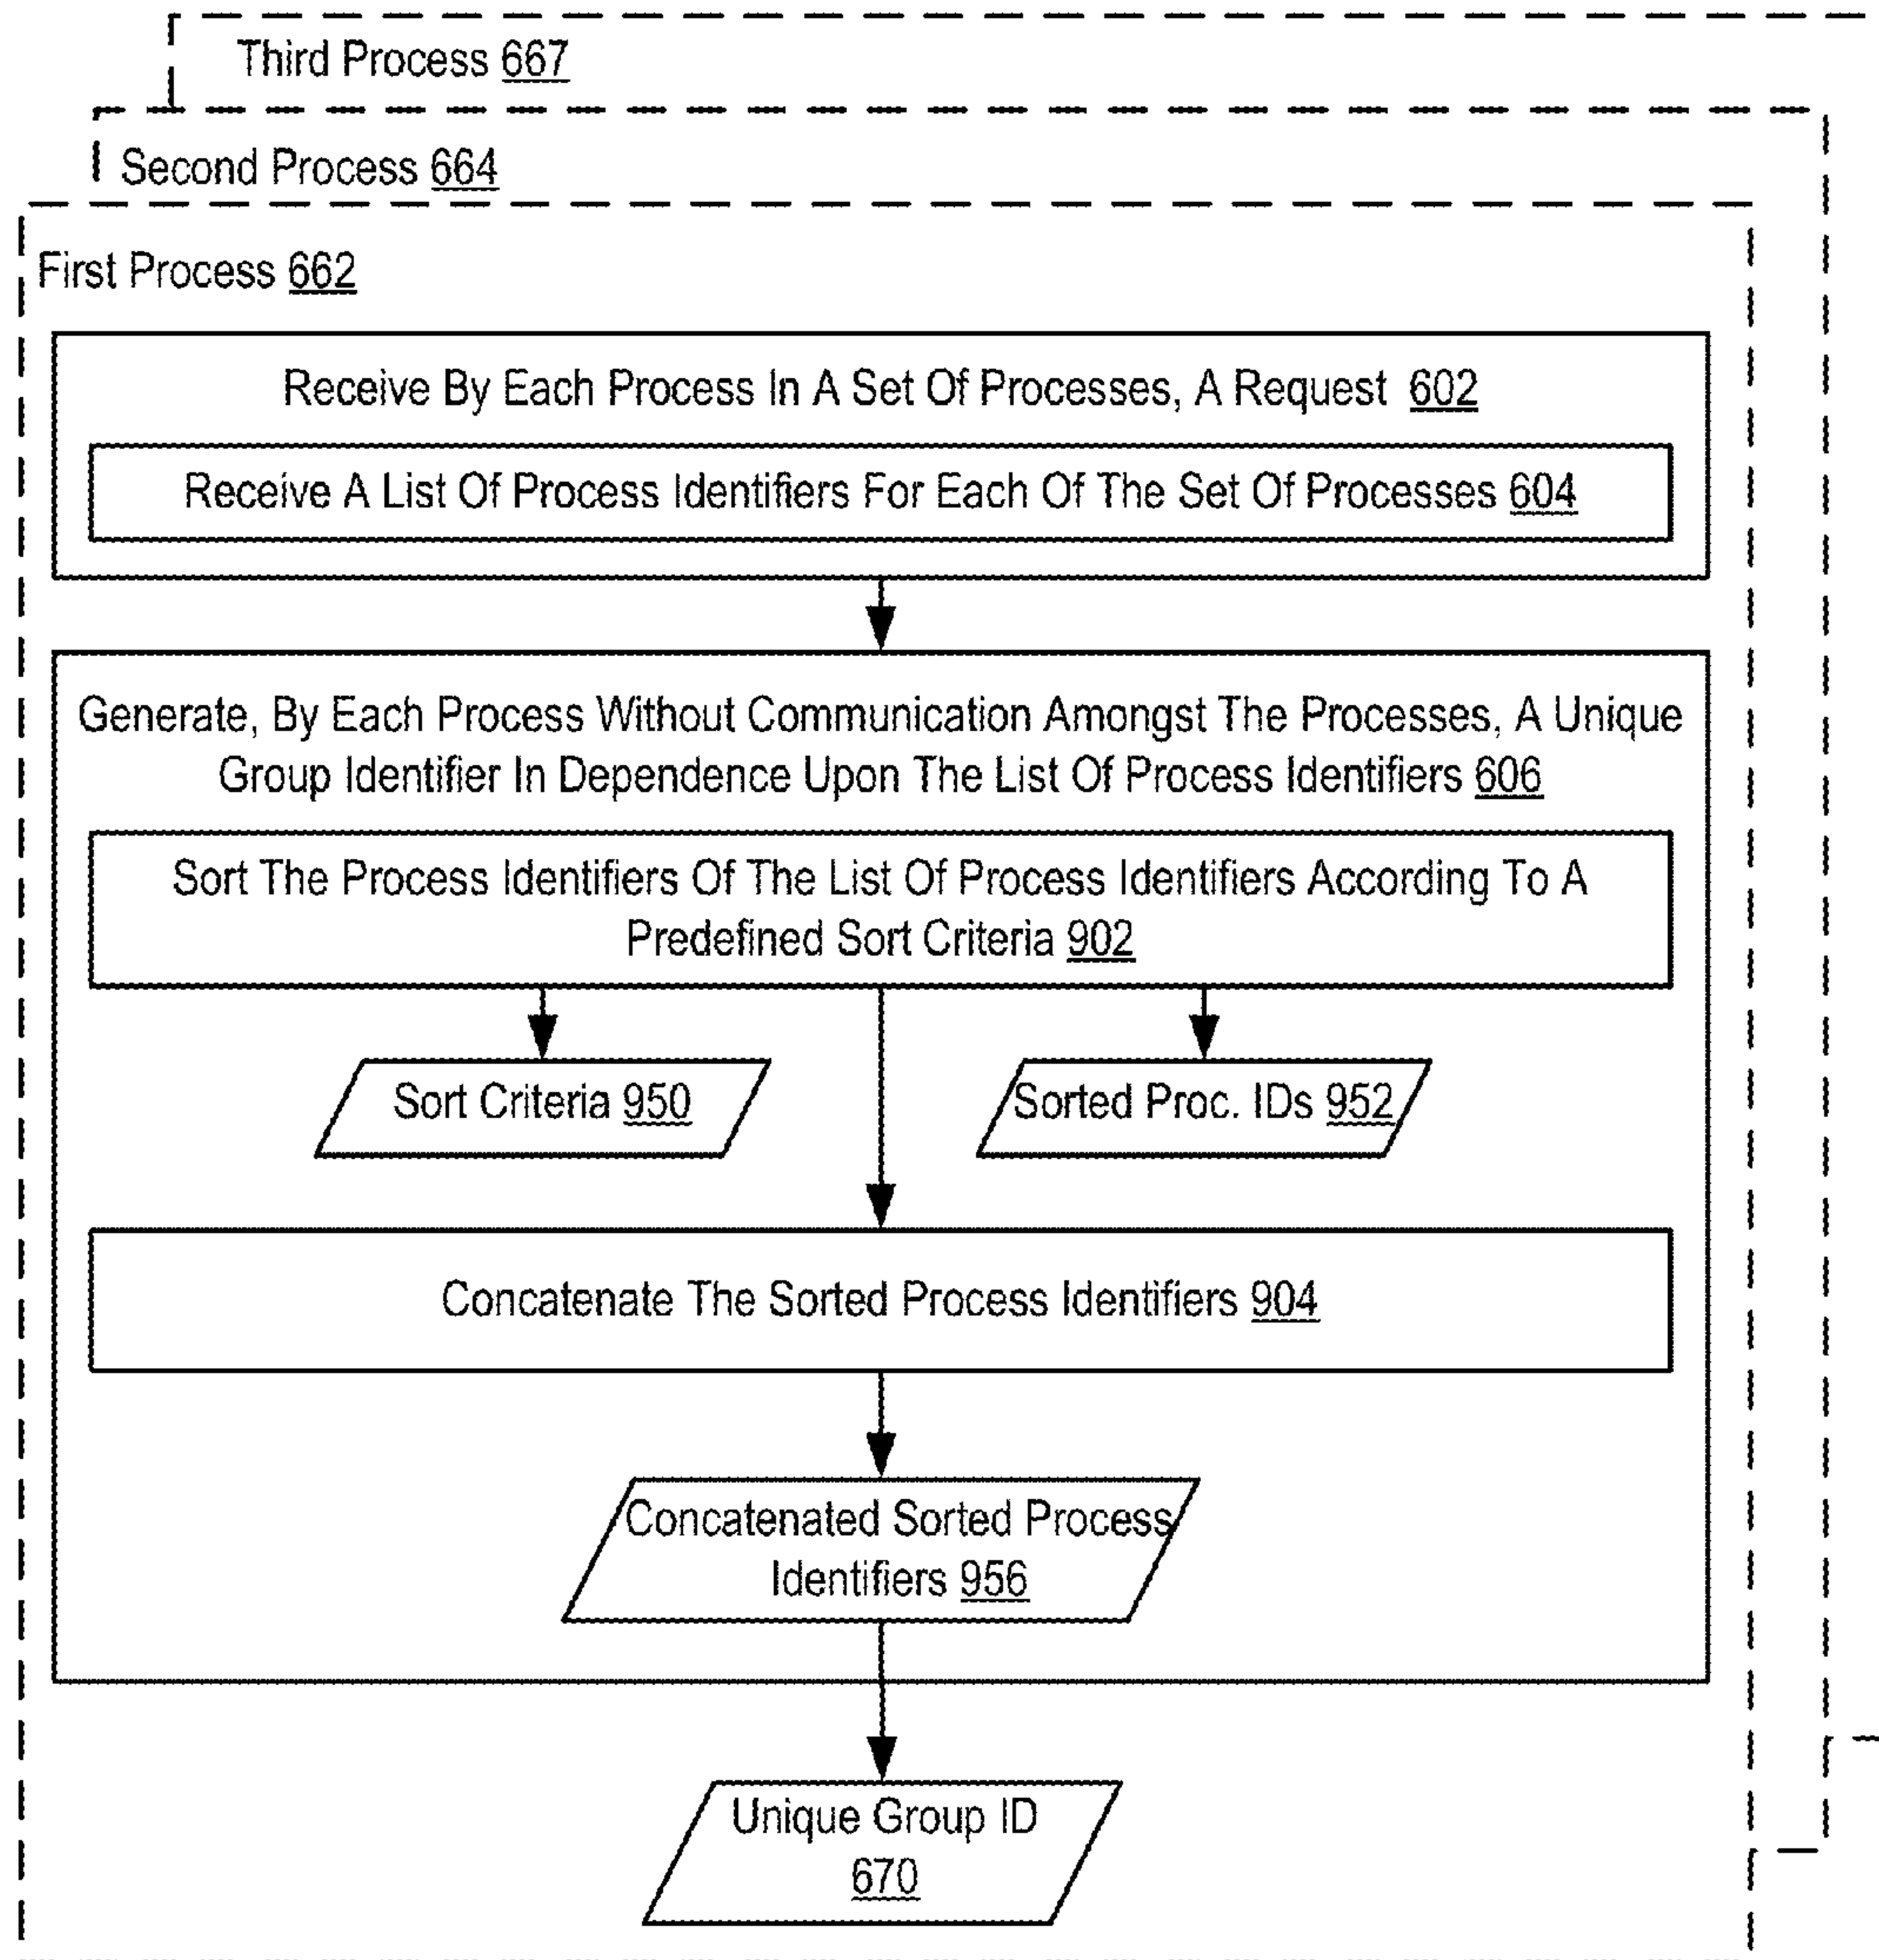 Third Process 667
Second Process 664
First Process 662
Receive By Each Process In A Set Of Processes, A Request 602
Receive A List Of Process Identifiers For Each Of The Set Of Processes 604
Generate, By Each Process Without Communication Amongst The Processes, A Unique
Group Identifier In Dependence Upon The List Of Process Identifiers 606
Sort The Process Identifiers Of The List Of Process Identifiers According To A
Predefined Sort Criteria 902
Sort Criteria 950
Sorted Proc. IDs 952
Concatenate The Sorted Process Identifiers 904
Concatenated Sorted Process
Identifiers 956
Unique Group ID
670